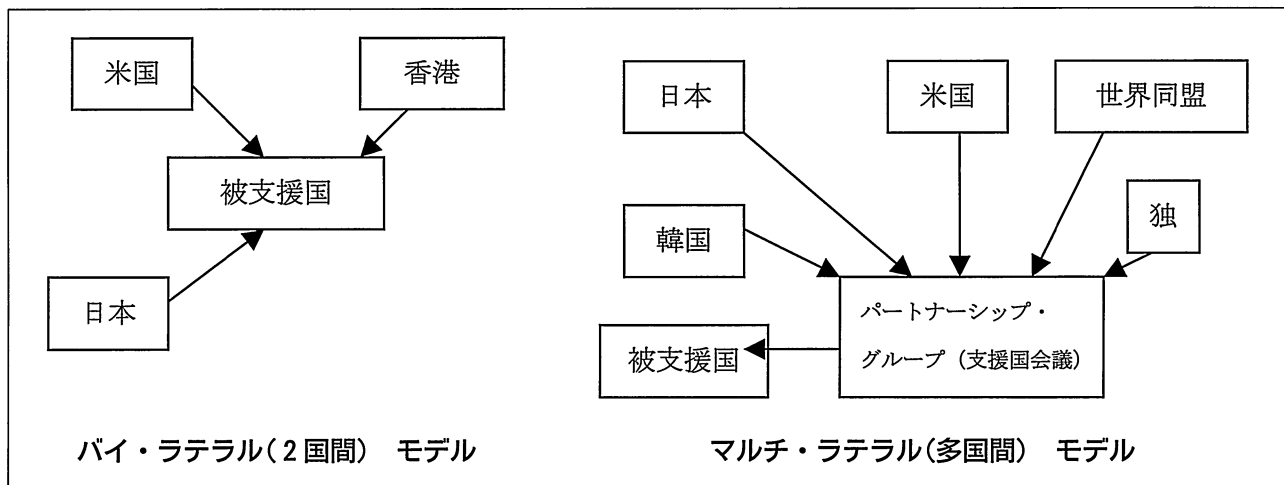 米国
香港
被支援国
日本
バイ・ラテラル(2国間) モデル
日本
米国
世界同盟
韓国
独
パートナーシップ・
グループ（支援国会議）
被支援国
マルチ・ラテラル(多国間) モデル